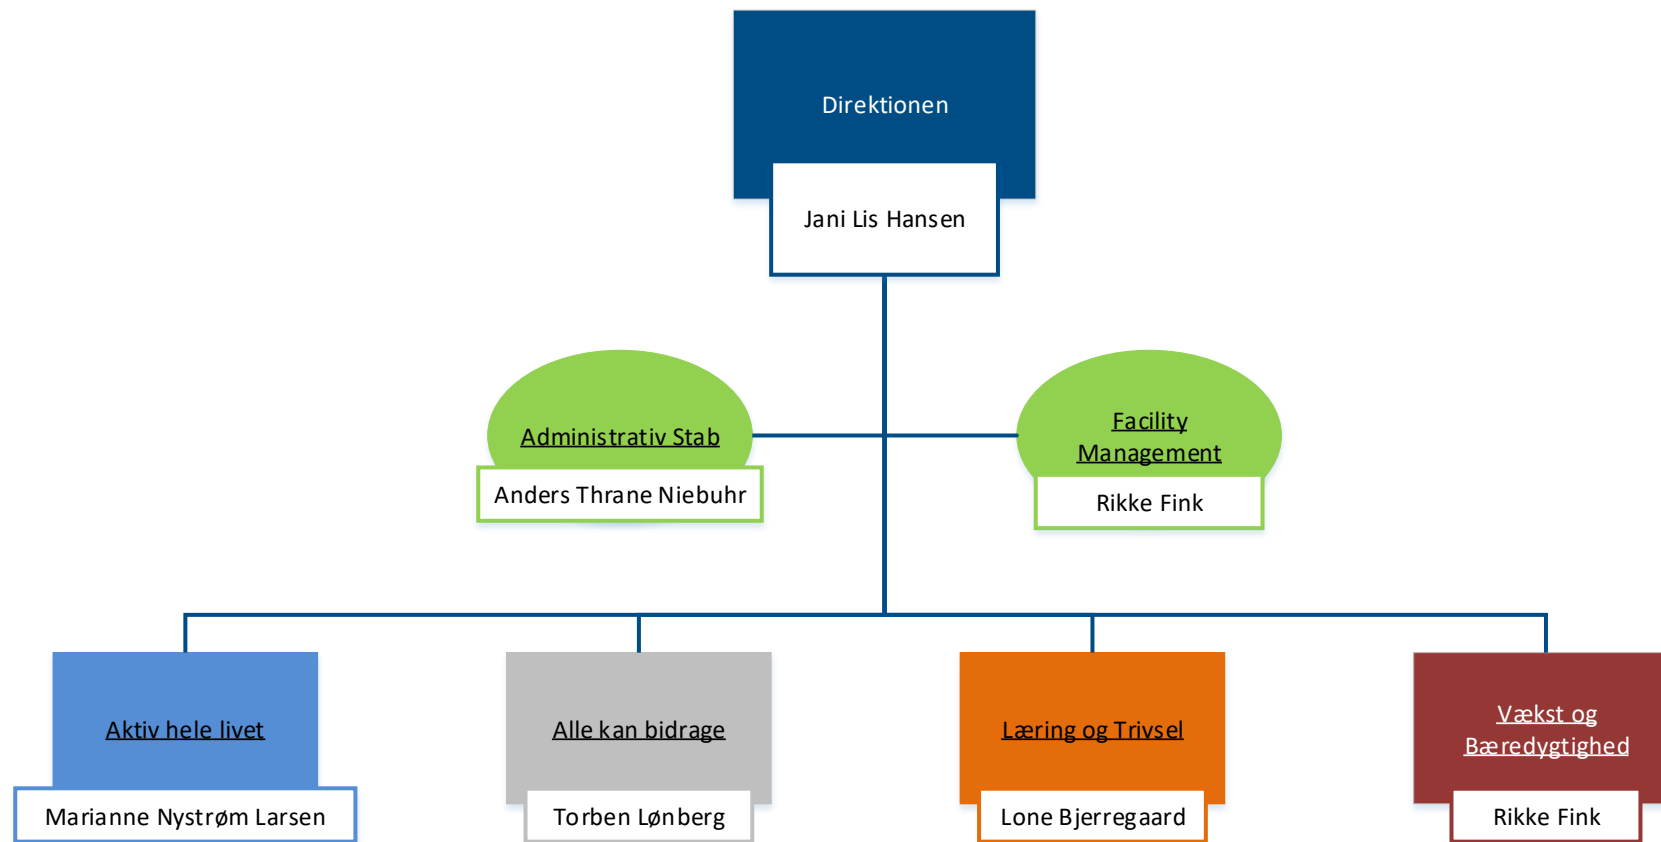 Direktionen
Jani Lis Hansen
Administrativ Stab
Anders Thrane Niebuhr
Facility
Management
Rikke Fink
Aktiv hele livet
Marianne Nystrøm Larsen
Alle kan bidrage
Torben Lønberg
Læring og Trivsel
Lone Bjerregaard
Vækst og
Bæredygtighed
Rikke Fink